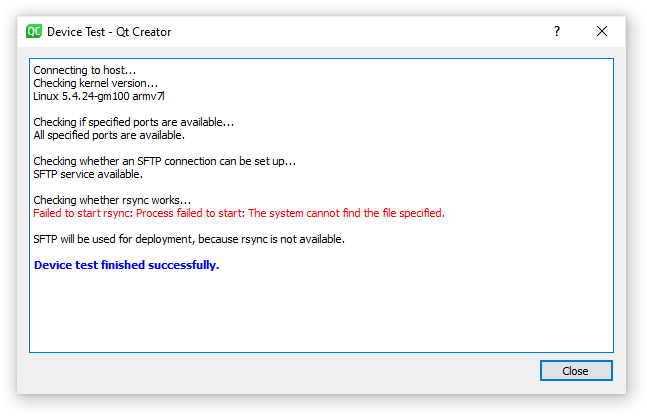 QC Device Test - Qt Creator ?
Connecting to host...
Checking kernel version...
Linux 5.4.24-gm100 armv7l
Checking if specified ports are available...
All specified ports are available.
Checking whether an SFTP connection can be set up...
SFTP service available.
Checking whether rsync works...
Failed to start rsync: Process failed to start: The system cannot find the file specified.
SFTP will be used for deployment, because rsync is not available.
Device test finished successfully.
Close